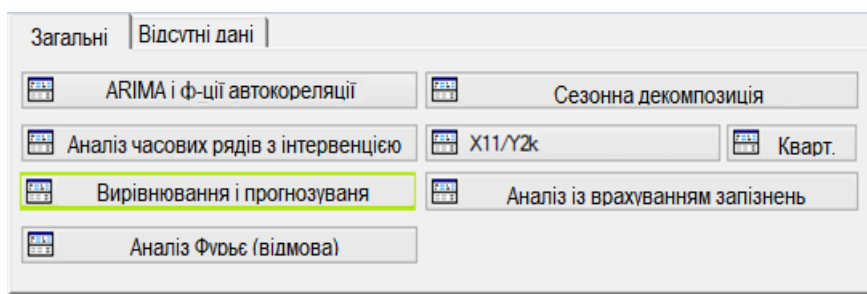 Загальні Відсутні дані
ARIMA і ф-ції автокореляції Сезонна декомпозиція
Аналіз часових рядів з інтервенцією X11/Y2k Кварт.
Вирівнювання і прогнозуваня Аналіз із врахуванням запізнень
Аналіз Фурьє (відмова)